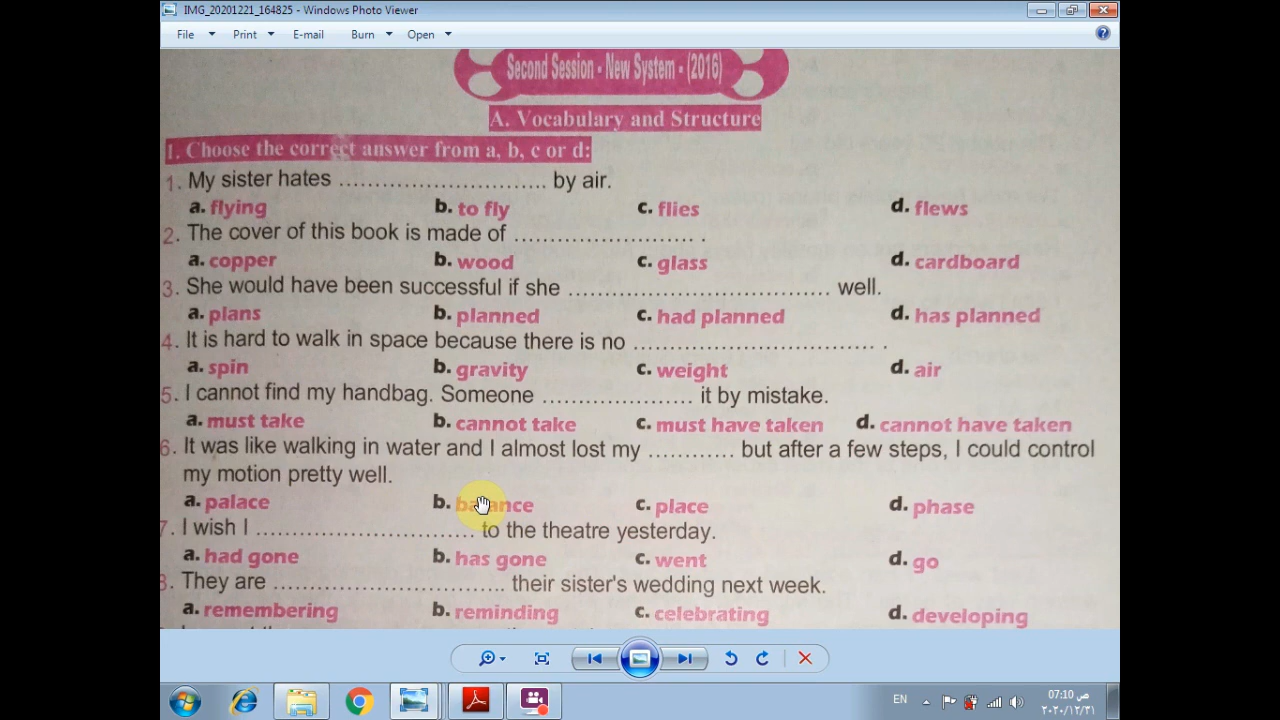 IMG_20201221_164825 - Windows Photo Viewer
File Print E-mail Burn Open
Second Session - New System - (2016)
A. Vocabulary and Structure
1. Choose the correct answer from a, b, c or d:
1. My sister hates ............................ by air.
a. flying b. to fly c. flies d. flews
2. The cover of this book is made of ........................... .
a. copper b. wood c. glass d. cardboard
3. She would have been successful if she .................................... well.
a. plans b. planned c. had planned d. has planned
4. It is hard to walk in space because there is no .................................. .
a. spin b. gravity c. weight d. air
5. I cannot find my handbag. Someone ..................... it by mistake.
a. must take b. cannot take c. must have taken d. cannot have taken
6. It was like walking in water and I almost lost my ............ but after a few steps, I could control
my motion pretty well.
a. palace b. balance c. place d. phase
7. I wish I .............................. to the theatre yesterday.
a. had gone b. has gone c. went d. go
8. They are ................................ their sister's wedding next week.
a. remembering b. reminding c. celebrating d. developing
EN
07:10 ص
٢٠٢٠/١٢/٣١